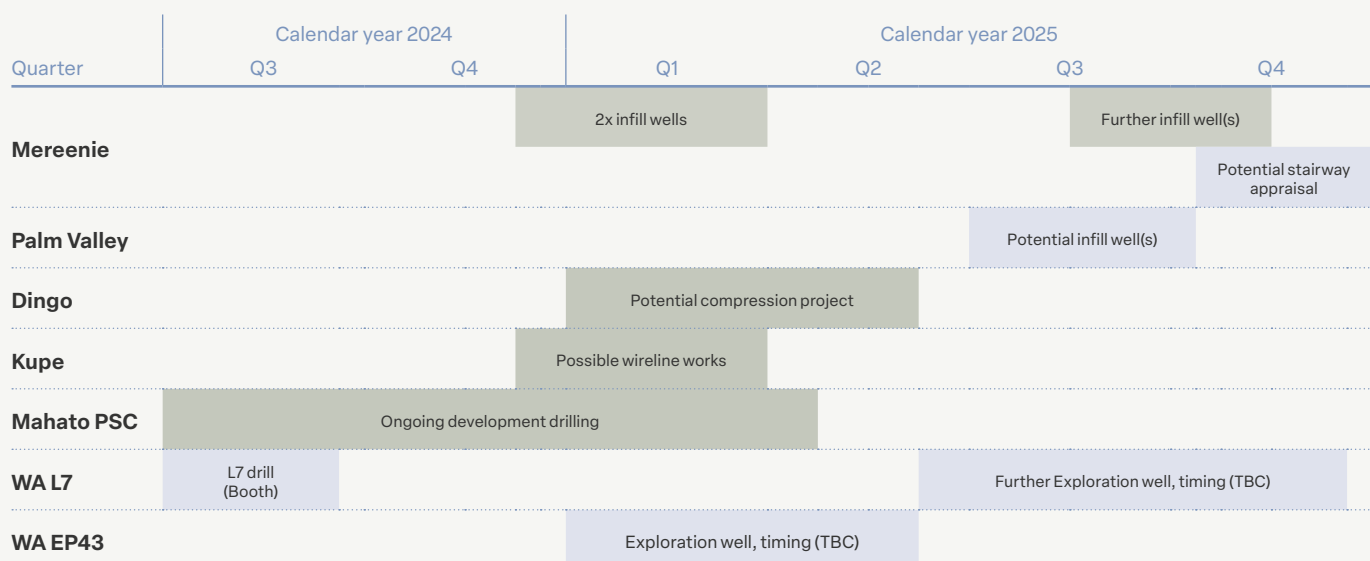 Calendar year 2024 Calendar year 2025
Quarter Q3 Q4 Q1 Q2 Q3 Q4
Mereenie
2x infill wells
Further infill well(s)
Potential stairway
appraisal
Palm Valley
Potential infill well(s)
Dingo
Potential compression project
Kupe
Possible wireline works
Mahato PSC
Ongoing development drilling
WA L7
L7 drill
(Booth)
Further Exploration well, timing (TBC)
WA EP43
Exploration well, timing (TBC)